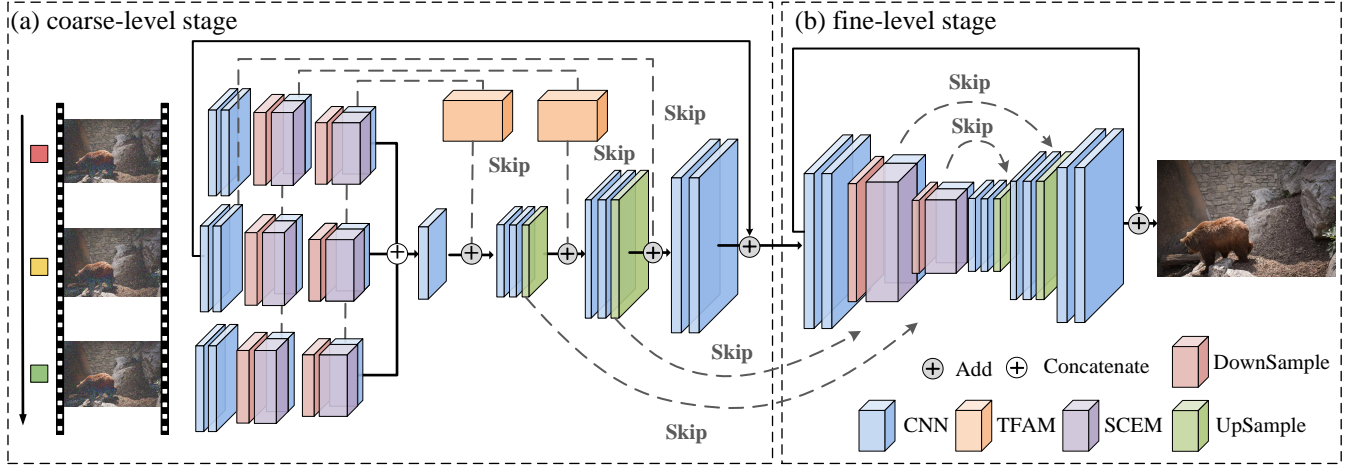 (a) coarse-level stage
(b) fine-level stage
Skip
Skip
Skip
Skip
Skip
Skip
Skip
Add
Concatenate
DownSample
CNN
TFAM
SCEM
UpSample